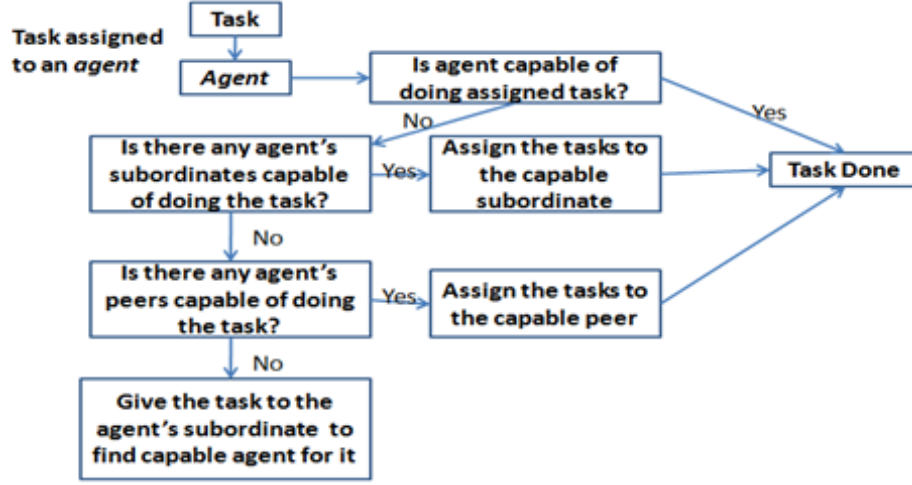 Task
Task assigned
to an agent
Agent
Is agent capable of
doing assigned task?
No
Yes
Is there any agent's
subordinates capable
of doing the task?
Yes
Assign the tasks to
the capable
subordinate
Task Done
No
Is there any agent's
peers capable of doing
the task?
Yes
Assign the tasks to
the capable peer
No
Give the task to the
agent's subordinate to
find capable agent for it